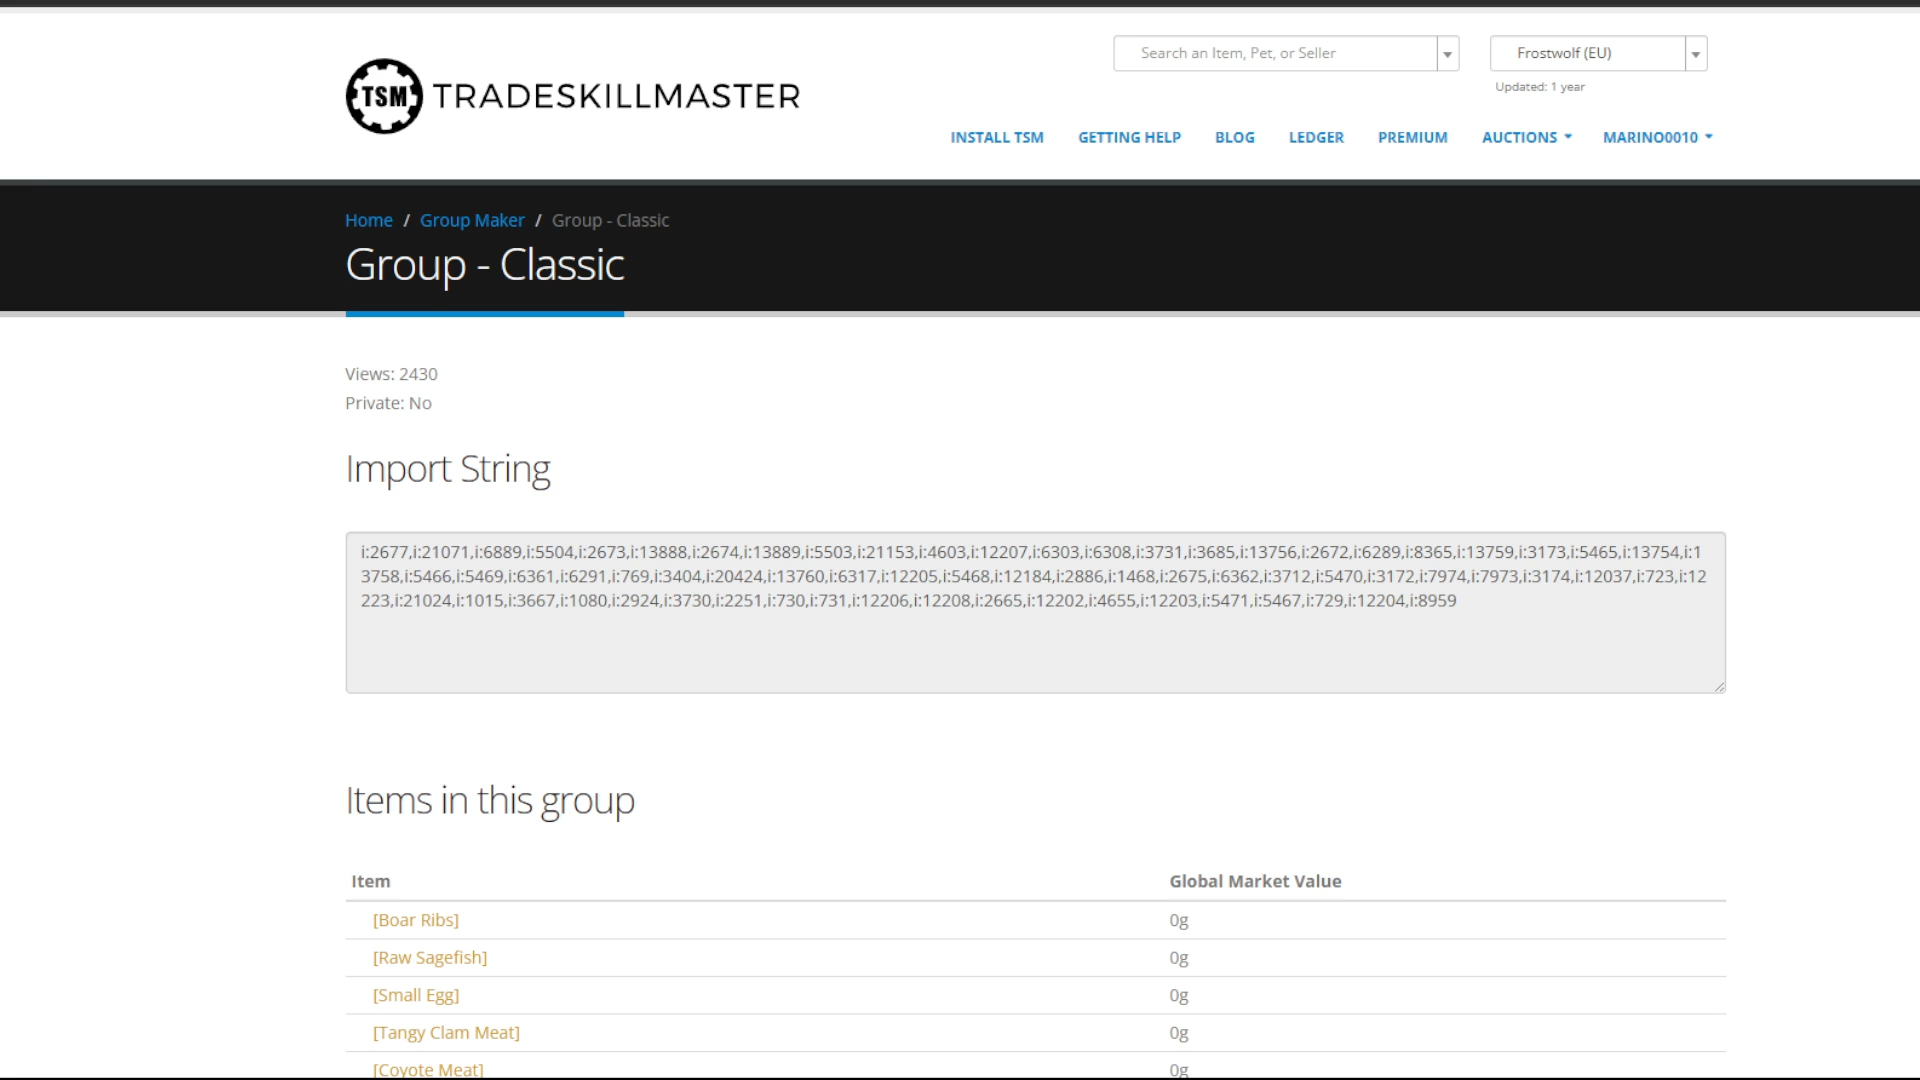 Search an Item, Pet, or Seller
Frostwolf (EU)
Updated: 1 year
TSM TRADESKILLMASTER
INSTALL TSM GETTING HELP BLOG LEDGER PREMIUM AUCTIONS MARINO0010
Home / Group Maker / Group - Classic
Group - Classic
Views: 2430
Private: No
Import String
i:2677,i:21071,i:6889,i:5504,i:2673,i:13888,i:2674,i:13889,i:5503,i:21153,i:4603,i:12207,i:6303,i:6308,i:3731,i:3685,i:13756,i:2672,i:6289,i:8365,i:13759,i:3173,i:5465,i:13754,i:1
3758,i:5466,i:5469,i:6361,i:6291,i:769,i:3404,i:20424,i:13760,i:6317,i:12205,i:5468,i:12184,i:2886,i:1468,i:2675,i:6362,i:3712,i:5470,i:3172,i:7974,i:7973,i:3174,i:12037,i:723,i:12
223,i:21024,i:1015,i:3667,i:1080,i:2924,i:3730,i:2251,i:730,i:731,i:12206,i:12208,i:2665,i:12202,i:4655,i:12203,i:5471,i:5467,i:729,i:12204,i:8959
Items in this group
Item Global Market Value
[Boar Ribs] 0g
[Raw Sagefish] 0g
[Small Egg] 0g
[Tangy Clam Meat] 0g
[Coyote Meat] 0g